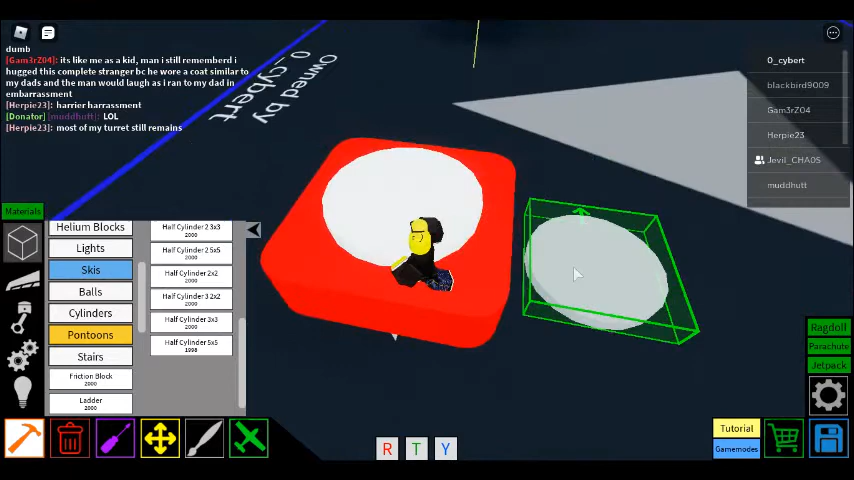 dumb
[Gam3rZ04]: its like me as a kid, man i still rememberd i
hugged this complete stranger bc he wore a coat similar to
my dads and the man would laugh as i ran to my dad in
embarrassment
[Herpie23]: harrier harrassment
[Donator] [muddhutt]: LOL
[Herpie23]: most of my turret still remains
Owned by
0_cybert
0_cybert
blackbird9009
Gam3rZ04
Herpie23
Jevil_CHA0S
muddhutt
Materials
Helium Blocks
Lights
Skis
Balls
Cylinders
Pontoons
Stairs
Friction Block
2000
Ladder
2000
Half Cylinder 2 3x3
2000
Half Cylinder 2 5x5
2000
Half Cylinder 2x2
2000
Half Cylinder 3 2x2
2000
Half Cylinder 3x3
2000
Half Cylinder 5x5
1998
Ragdoll
Parachute
Jetpack
R T Y
Tutorial
Gamemodes